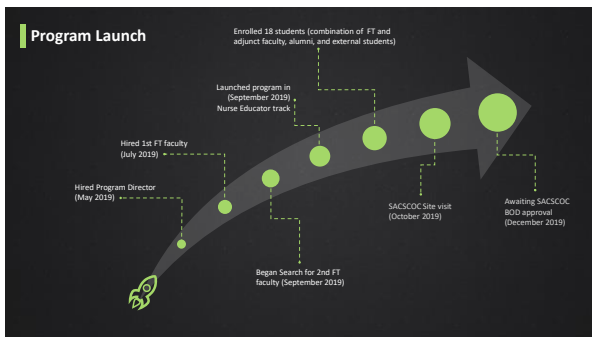 Program Launch
Enrolled 18 students (combination of FT and
adjunct faculty, alumni, and external students)
Launched program in
(September 2019)
Nurse Educator track
Hired 1st FT faculty
(July 2019)
Hired Program Director
(May 2019)
SACSCOC Site visit
(October 2019)
Awaiting SACSCOC
BOD approval
(December 2019)
Began Search for 2nd FT
faculty (September 2019)